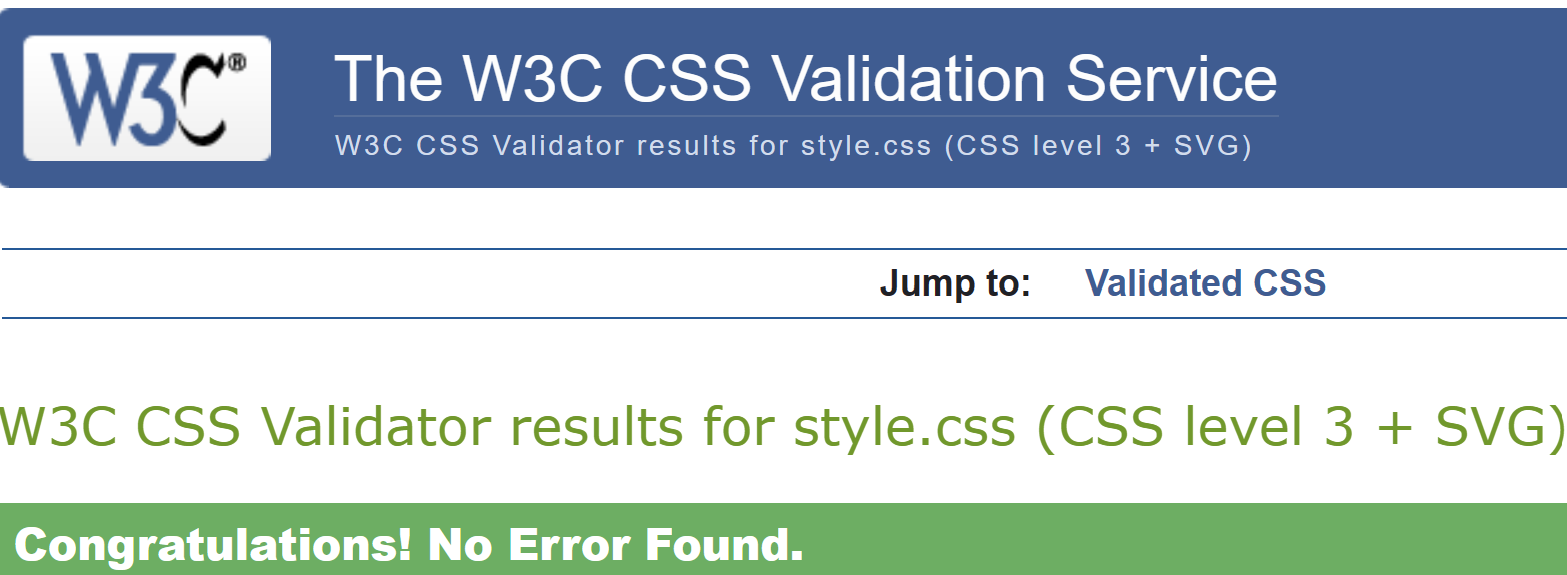 W3C®
The W3C CSS Validation Service
W3C CSS Validator results for style.css (CSS level 3 + SVG)
Jump to: Validated CSS
W3C CSS Validator results for style.css (CSS level 3 + SVG)
Congratulations! No Error Found.